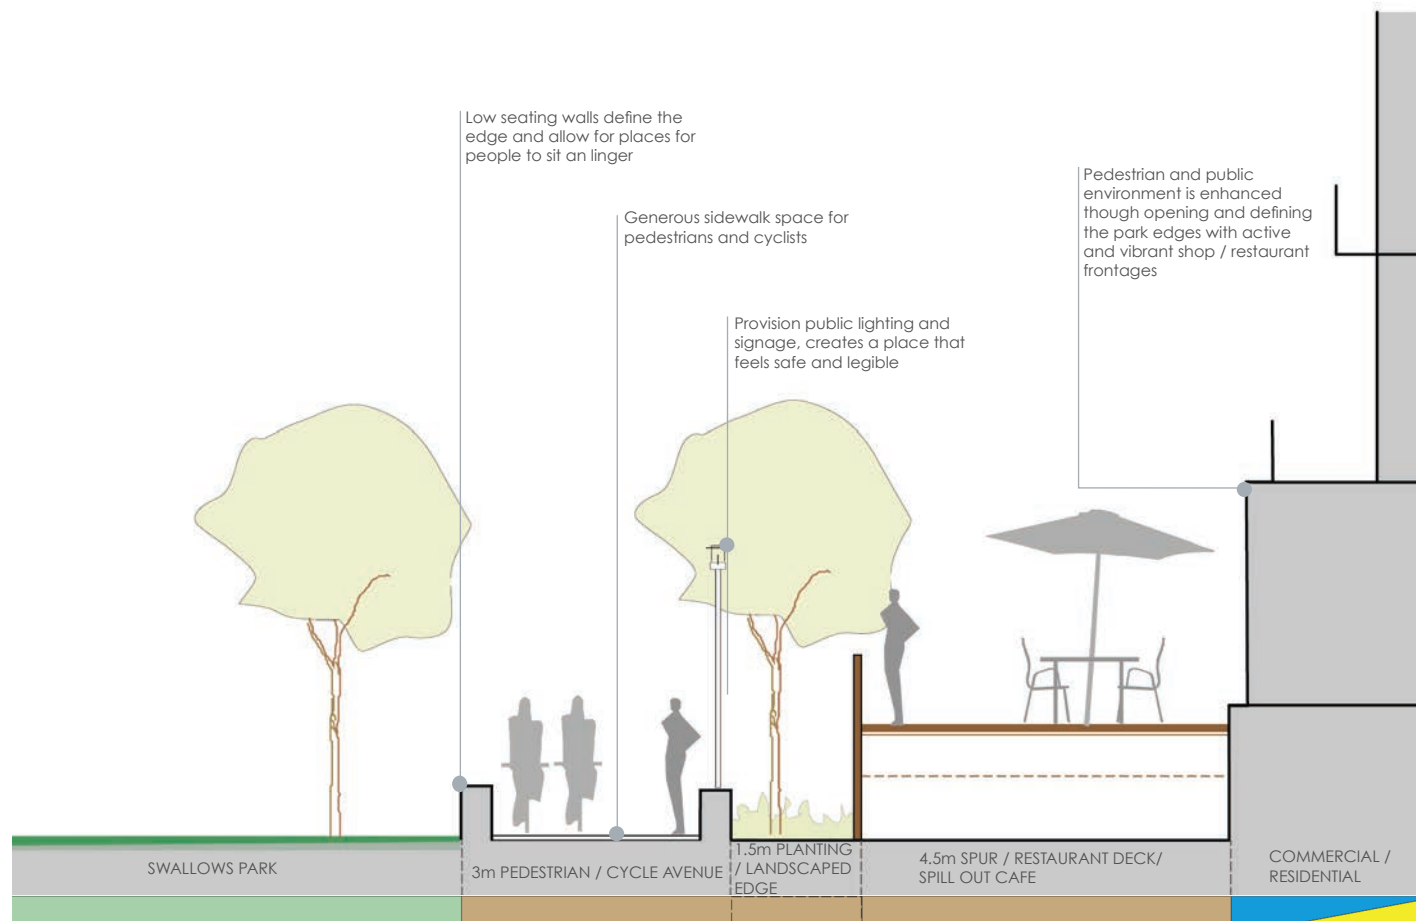 Low seating walls define the
edge and allow for places for
people to sit an linger
Generous sidewalk space for
pedestrians and cyclists
Pedestrian and public
environment is enhanced
though opening and defining
the park edges with active
and vibrant shop / restaurant
frontages
Provision public lighting and
signage, creates a place that
feels safe and legible
SWALLOWS PARK
3m PEDESTRIAN / CYCLE AVENUE
1.5m PLANTING
/ LANDSCAPED
EDGE
4.5m SPUR / RESTAURANT DECK/
SPILL OUT CAFE
COMMERCIAL /
RESIDENTIAL